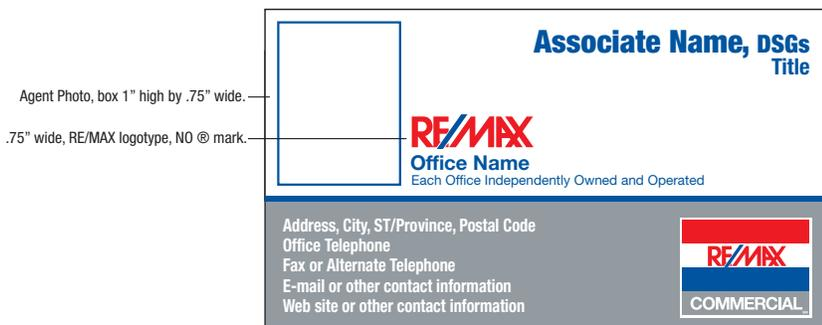 Associate Name, DSGs
Title
Agent Photo, box 1” high by .75” wide.
.75” wide, RE/MAX logotype, NO ® mark.
RE/MAX
Office Name
Each Office Independently Owned and Operated
Address, City, ST/Province, Postal Code
Office Telephone
Fax or Alternate Telephone
E-mail or other contact information
Web site or other contact information
RE/MAX
COMMERCIAL